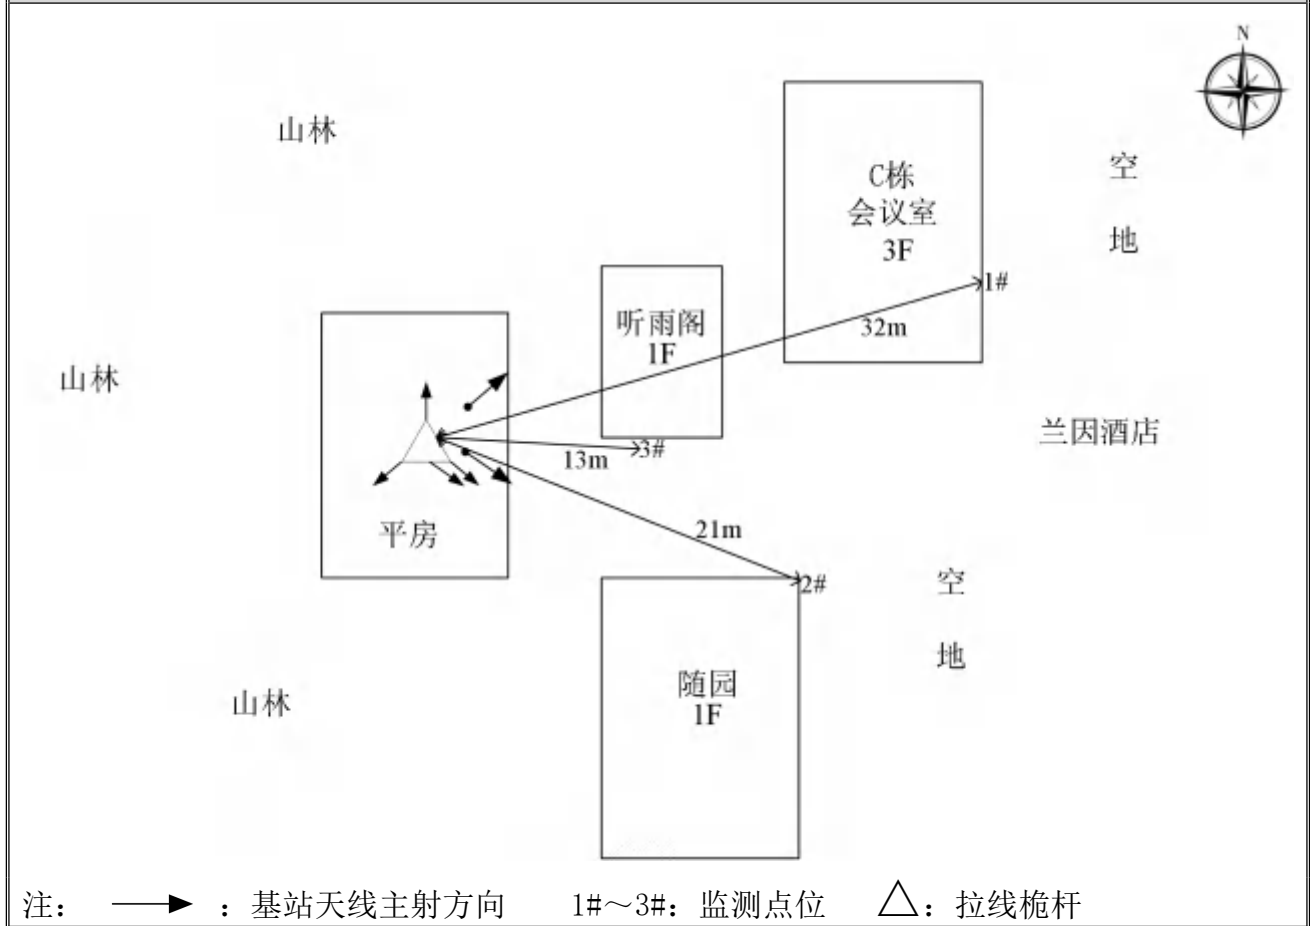 N
山林
C栋
会议室
3F
空
地
1#
听雨阁
1F
32m
山林
兰因酒店
3#
13m
平房
21m
2#
空
地
随园
1F
山林
注： ：基站天线主射方向 1#～3#：监测点位 △：拉线桅杆